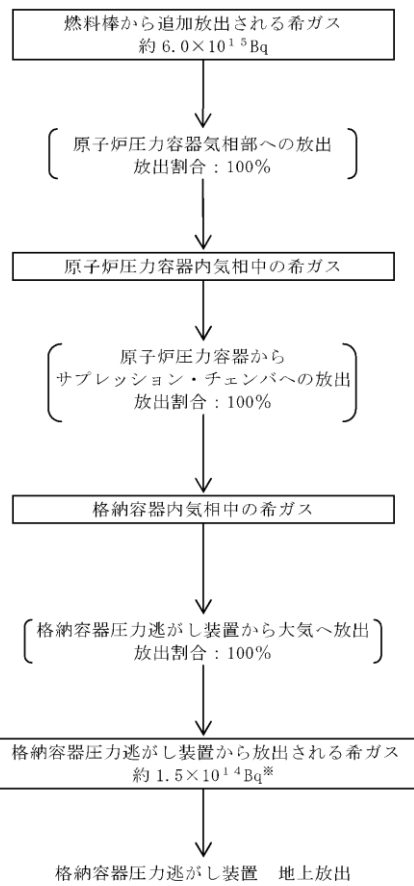 燃料棒から追加放出される希ガス
約6.0×10¹⁵Bq
原子炉圧力容器気相部への放出
放出割合：100%
原子炉圧力容器内気相中の希ガス
原子炉圧力容器から
サプレッション・チェンバへの放出
放出割合：100%
格納容器内気相中の希ガス
格納容器圧力逃がし装置から大気へ放出
放出割合：100%
格納容器圧力逃がし装置から放出される希ガス
約1.5×10¹⁴Bq※
格納容器圧力逃がし装置　地上放出